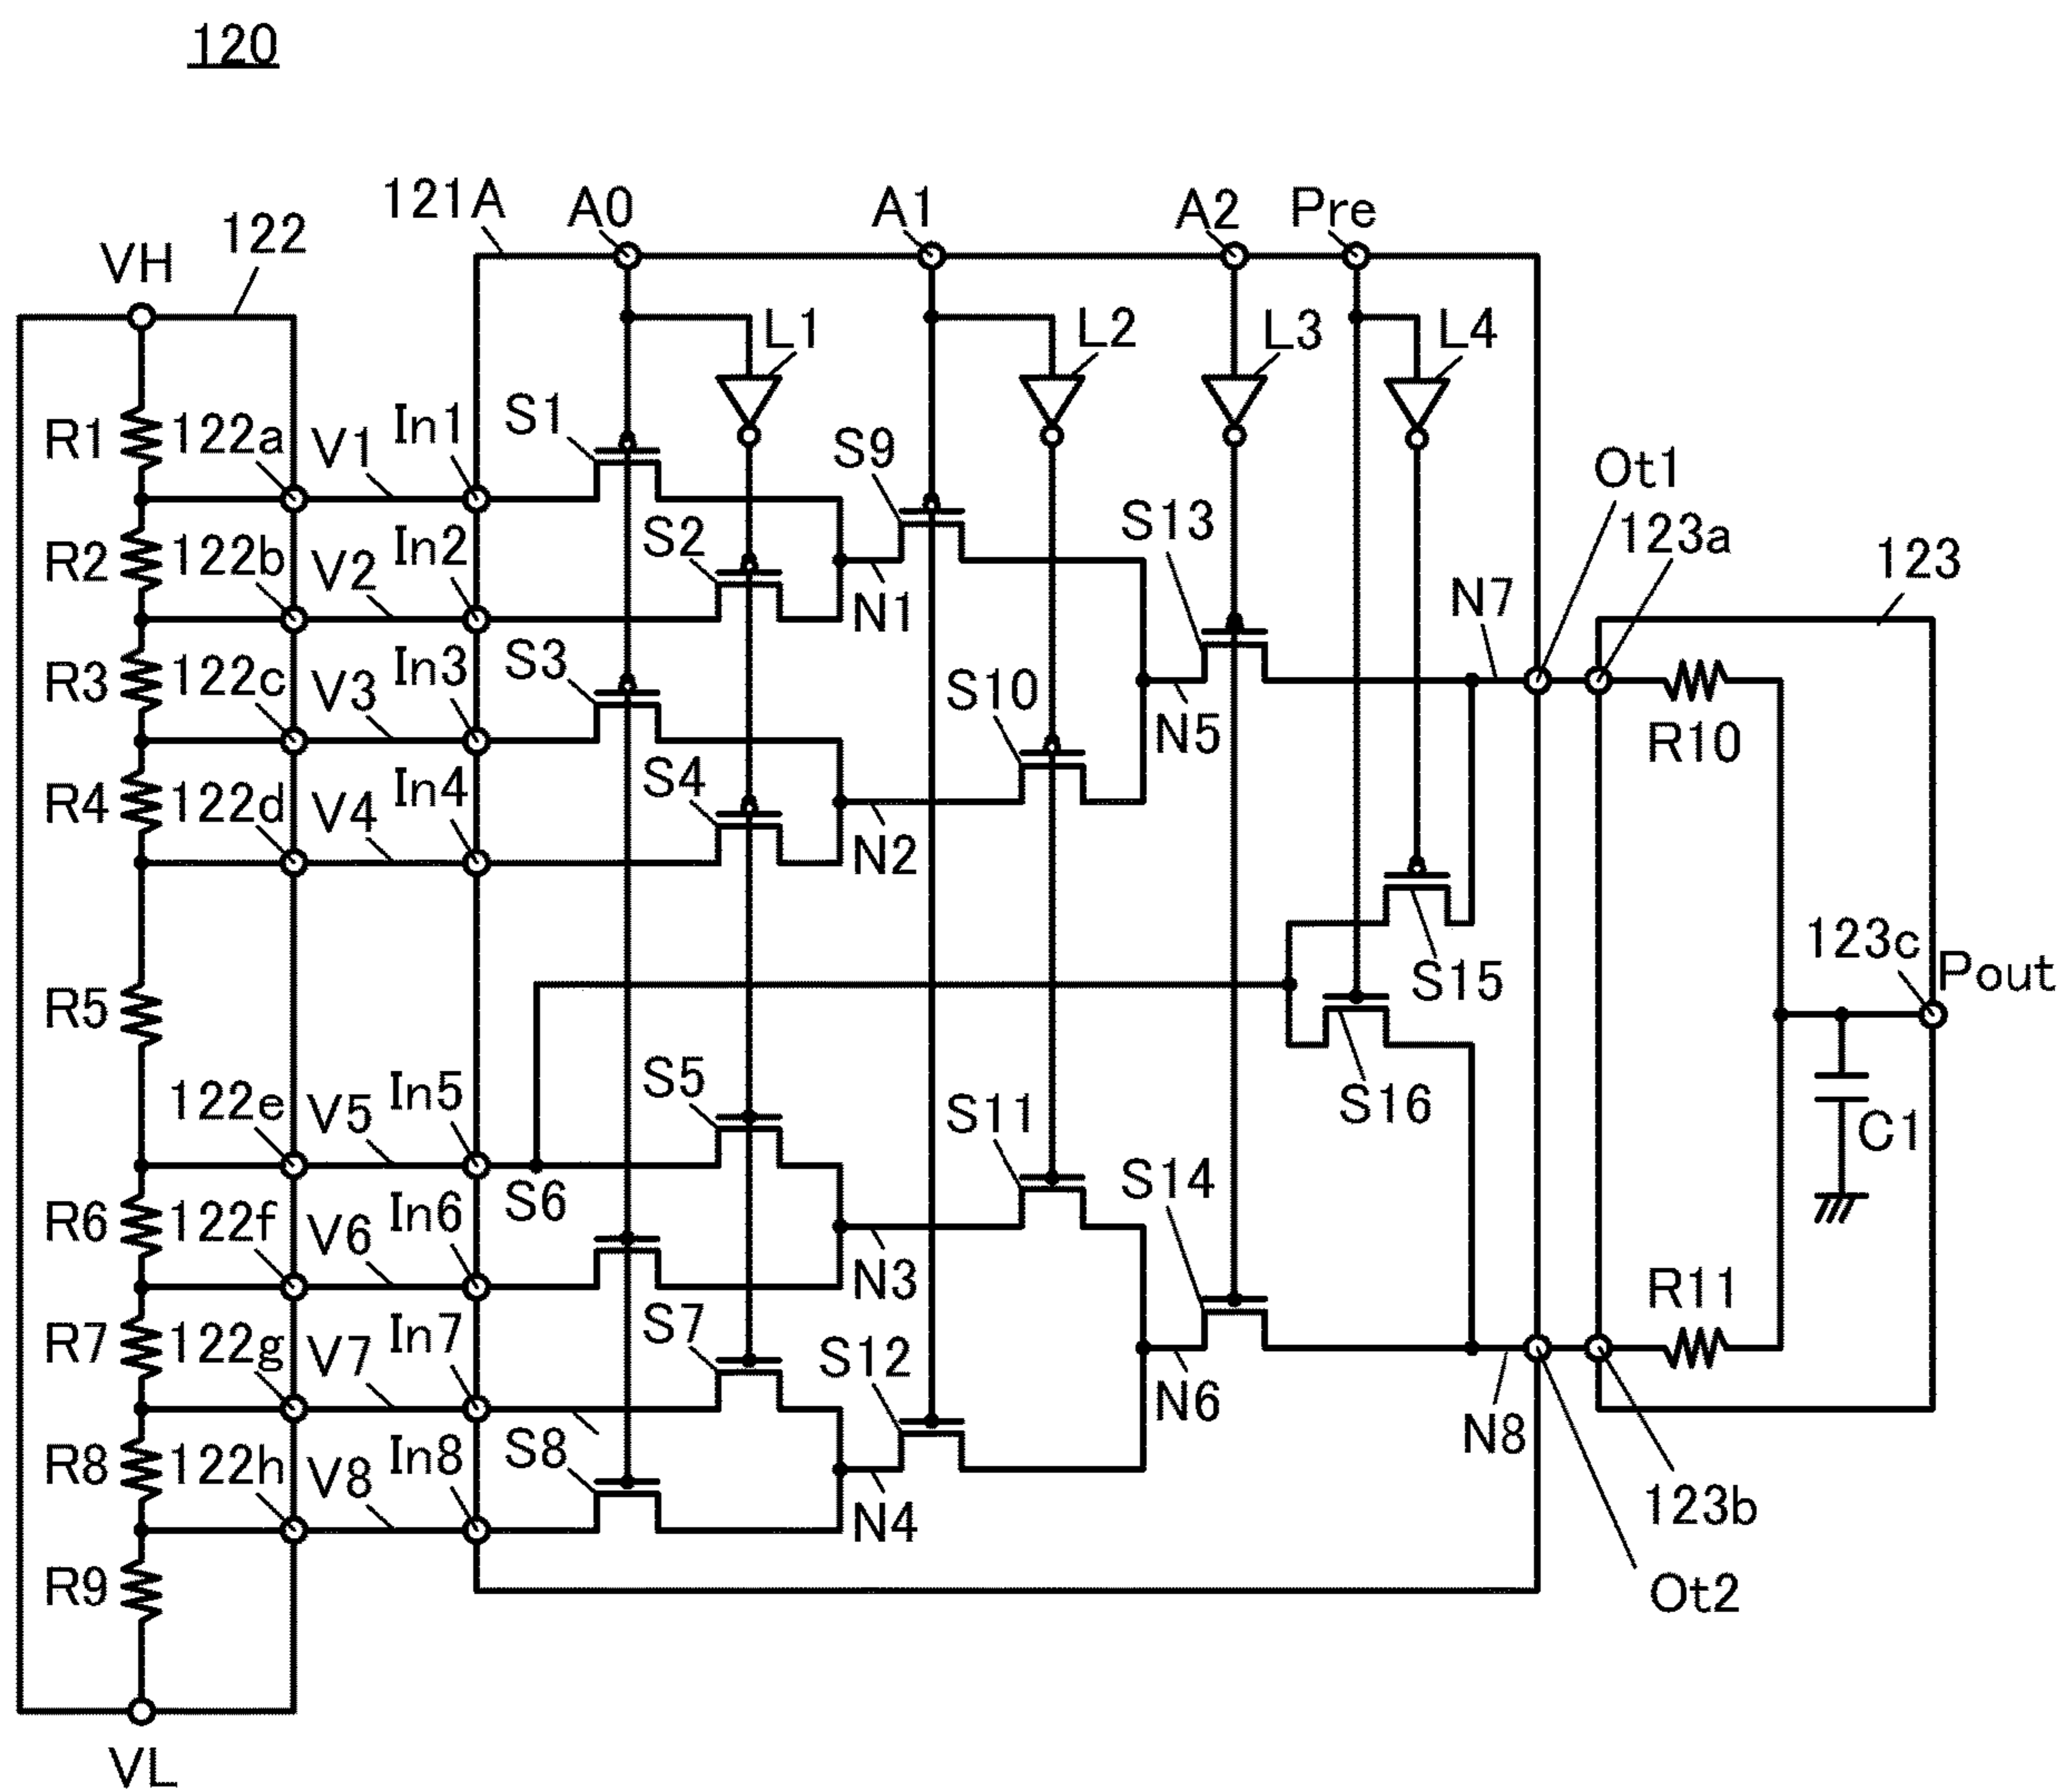 120
121A
A0
A1
A2
Pre
122
VH
L1
L2
L3
L4
R1
122a
V1
In1
S1
S9
Ot1
S13
123a
R2
122b
V2
In2
S2
N1
N7
123
R3
122c
V3
In3
S3
S10
N5
R10
R4
122d
V4
In4
S4
N2
S15
123c
Pout
R5
122e
V5
In5
S5
S11
S16
C1
R6
122f
V6
In6
S6
N3
S14
R11
R7
122g
V7
In7
S7
S12
N6
R8
122h
V8
In8
S8
N4
N8
123b
R9
Ot2
VL